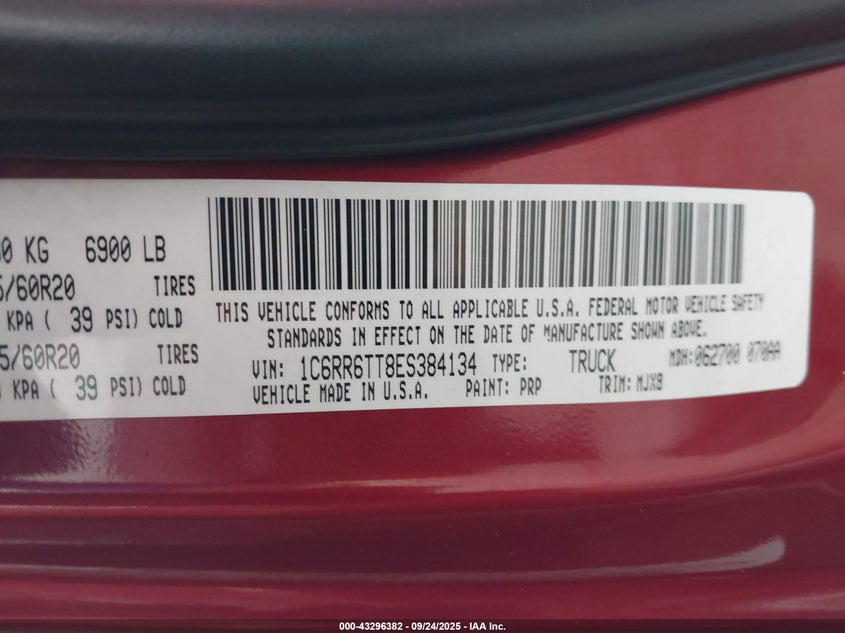 0 KG 6900 LB
5/60R20 TIRES
KPA ( 39 PSI) COLD
5/60R20 TIRES
KPA ( 39 PSI) COLD
THIS VEHICLE CONFORMS TO ALL APPLICABLE U.S.A. FEDERAL MOTOR VEHICLE SAFETY
STANDARDS IN EFFECT ON THE DATE OF MANUFACTURE SHOWN ABOVE.
VIN: 1C6RR6TT8ES384134 TYPE: TRUCK MDH: 062700 070AA
VEHICLE MADE IN U.S.A. PAINT: PRP TRIM: MJX8
000-43296382 - 09/24/2025 - IAA Inc.